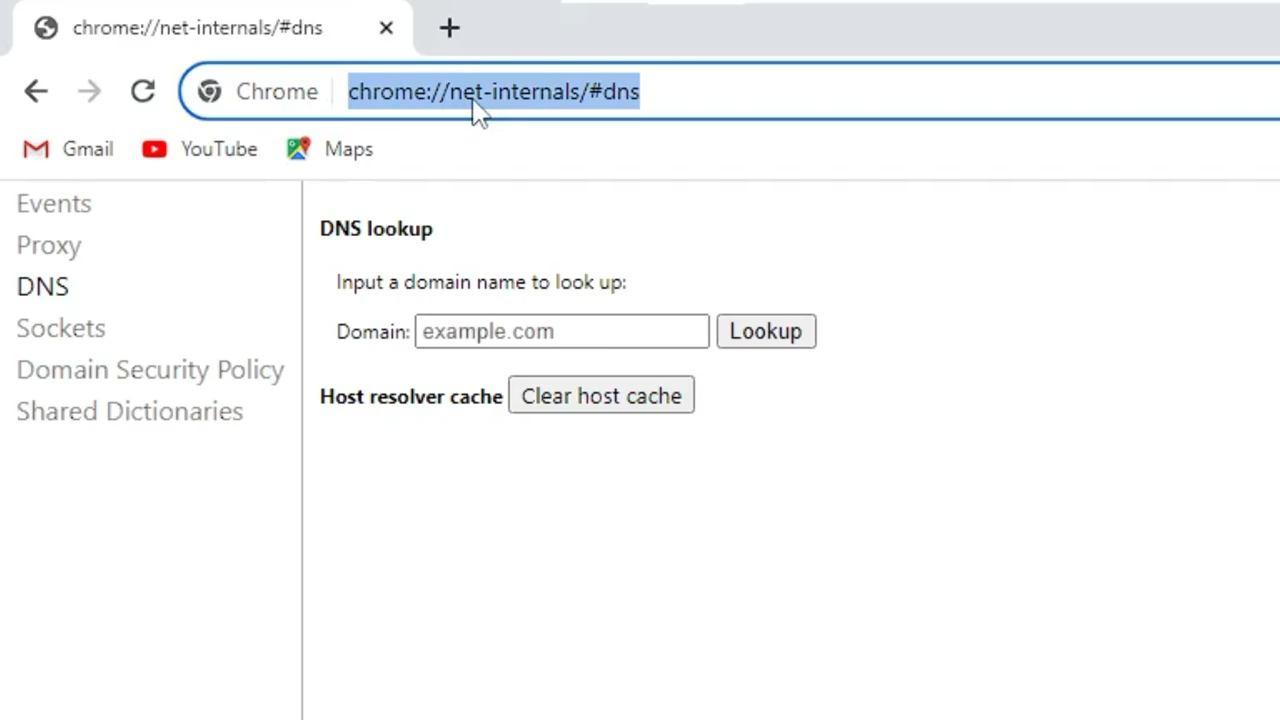 chrome://net-internals/#dns
Chrome chrome://net-internals/#dns
Gmail YouTube Maps
Events
Proxy
DNS
Sockets
Domain Security Policy
Shared Dictionaries
DNS lookup
Input a domain name to look up:
Domain: example.com Lookup
Host resolver cache Clear host cache